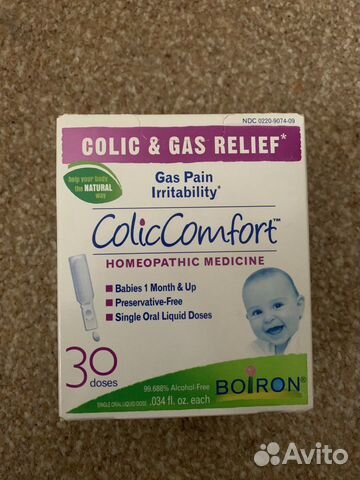 NDC 0220-9074-09
COLIC & GAS RELIEF*
help your body
the NATURAL
way
Gas Pain
Irritability*
ColicComfort™
HOMEOPATHIC MEDICINE
Babies 1 Month & Up
Preservative-Free
Single Oral Liquid Doses
30
doses
99.688% Alcohol-Free
SINGLE ORAL LIQUID DOSE .034 fl. oz. each
BOIRON®
Avito